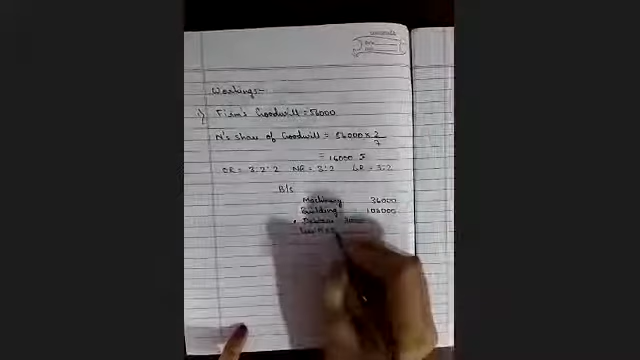 Workings:-
1) Firm's Goodwill = 56000
N's share of Goodwill = 56000 × 2/7
= 16000 ₹
OR = 3:2:2 NR = 3:2 GR = 3:2
B/S
Machinery 36000
Building 108000